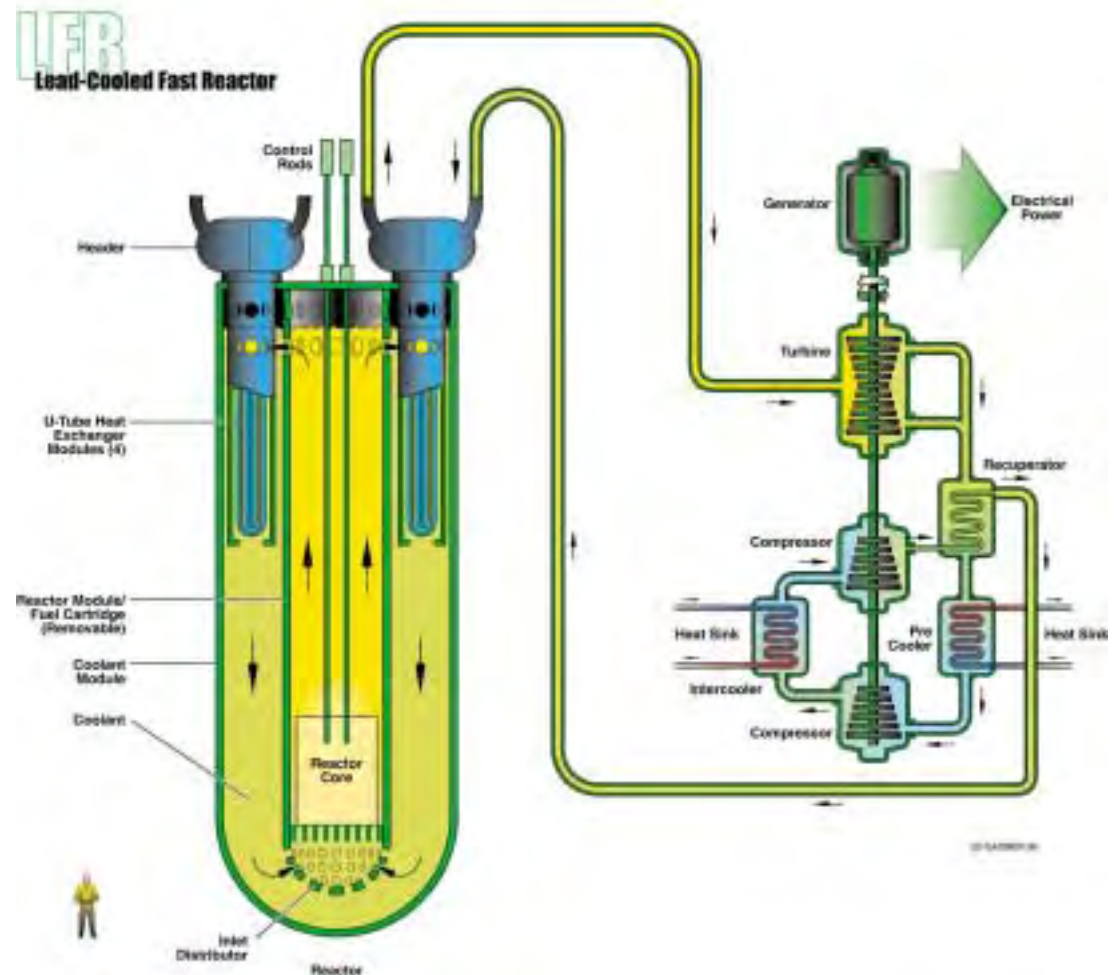 LFR
Lead-Cooled Fast Reactor
Control
Rods
Generator
Electrical
Power
Header
Turbine
U-Tube Heat
Exchanger
Modules (4)
Recuperator
Compressor
Reactor Module/
Fuel Cartridge
(Removable)
Heat Sink
Pre
Cooler
Heat Sink
Coolant
Module
Intercooler
Coolant
Compressor
Reactor
Core
Inlet
Distributor
Reactor